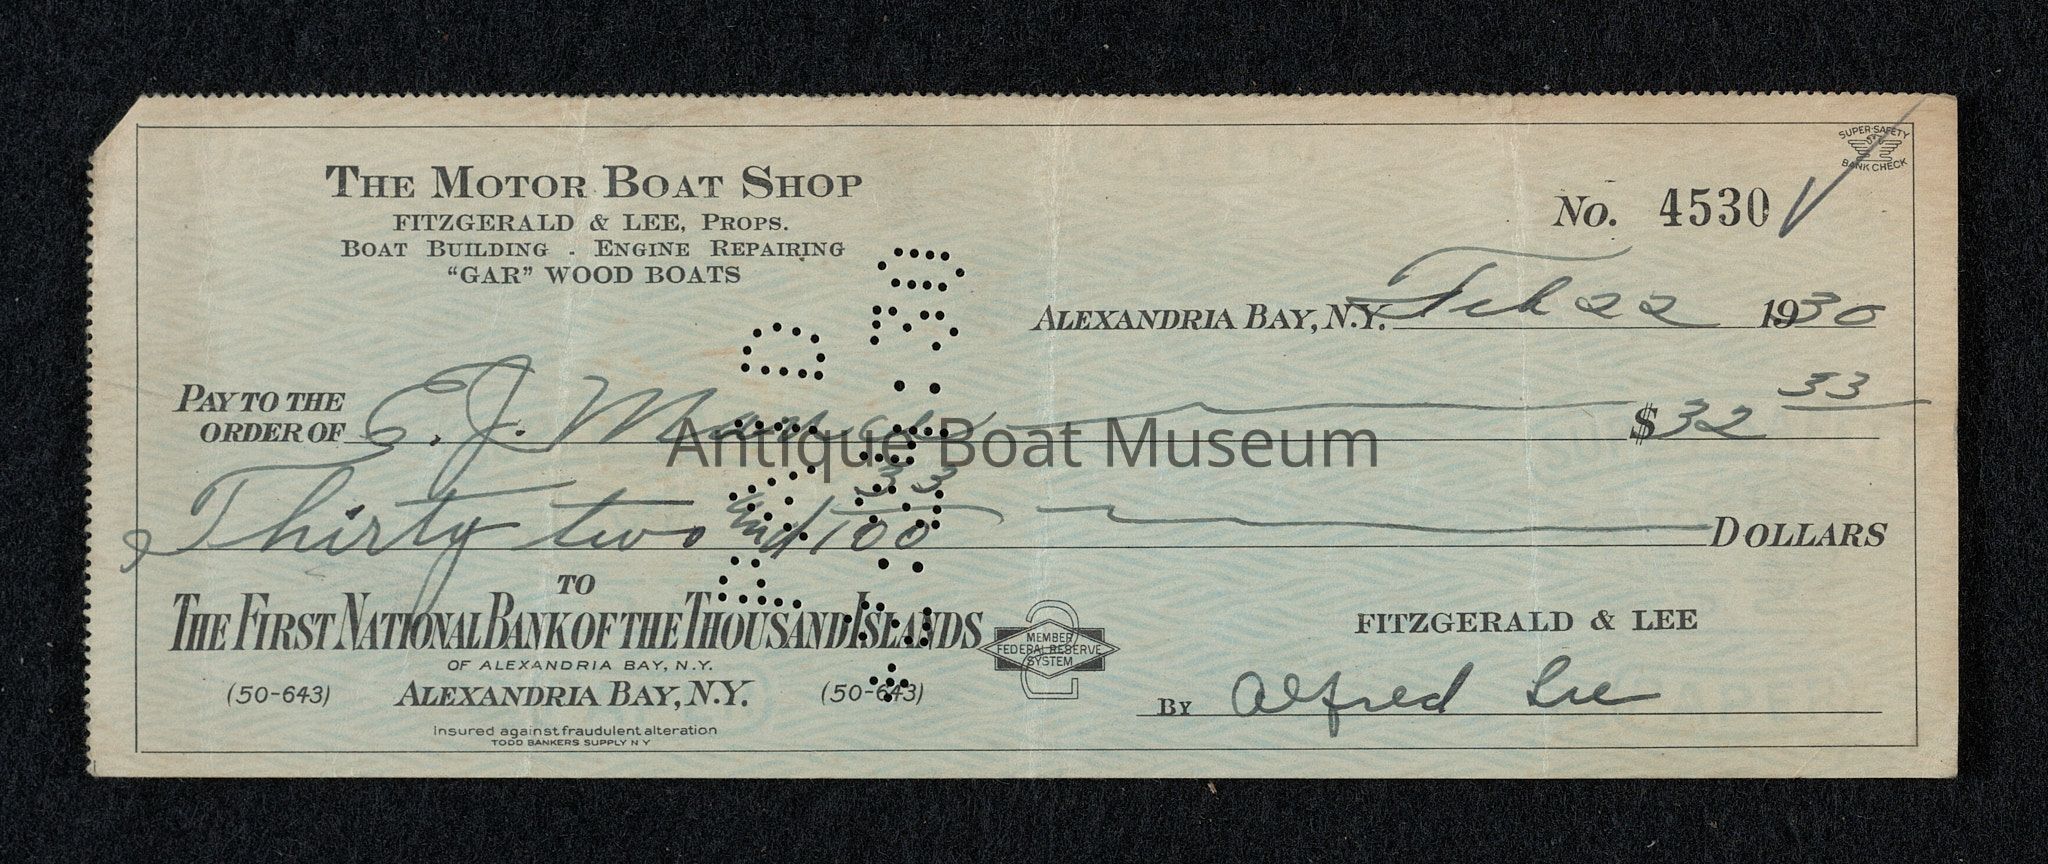 THE MOTOR BOAT SHOP
FITZGERALD & LEE, PROPS.
BOAT BUILDING - ENGINE REPAIRING
"GAR" WOOD BOATS
SUPER-SAFETY
BANK CHECK
No. 4530
ALEXANDRIA BAY, N.Y. Feb 22 1930
PAY TO THE
ORDER OF E. J. $32 33
Antique Boat Museum
Thirty two and 33/100 DOLLARS
TO
THE FIRST NATIONAL BANK OF THE THOUSAND ISLANDS
OF ALEXANDRIA BAY, N.Y.
(50-643) ALEXANDRIA BAY, N.Y. (50-643)
Insured against fraudulent alteration
TODD BANKERS SUPPLY N Y
MEMBER
FEDERAL RESERVE
SYSTEM
FITZGERALD & LEE
BY Alfred Lee